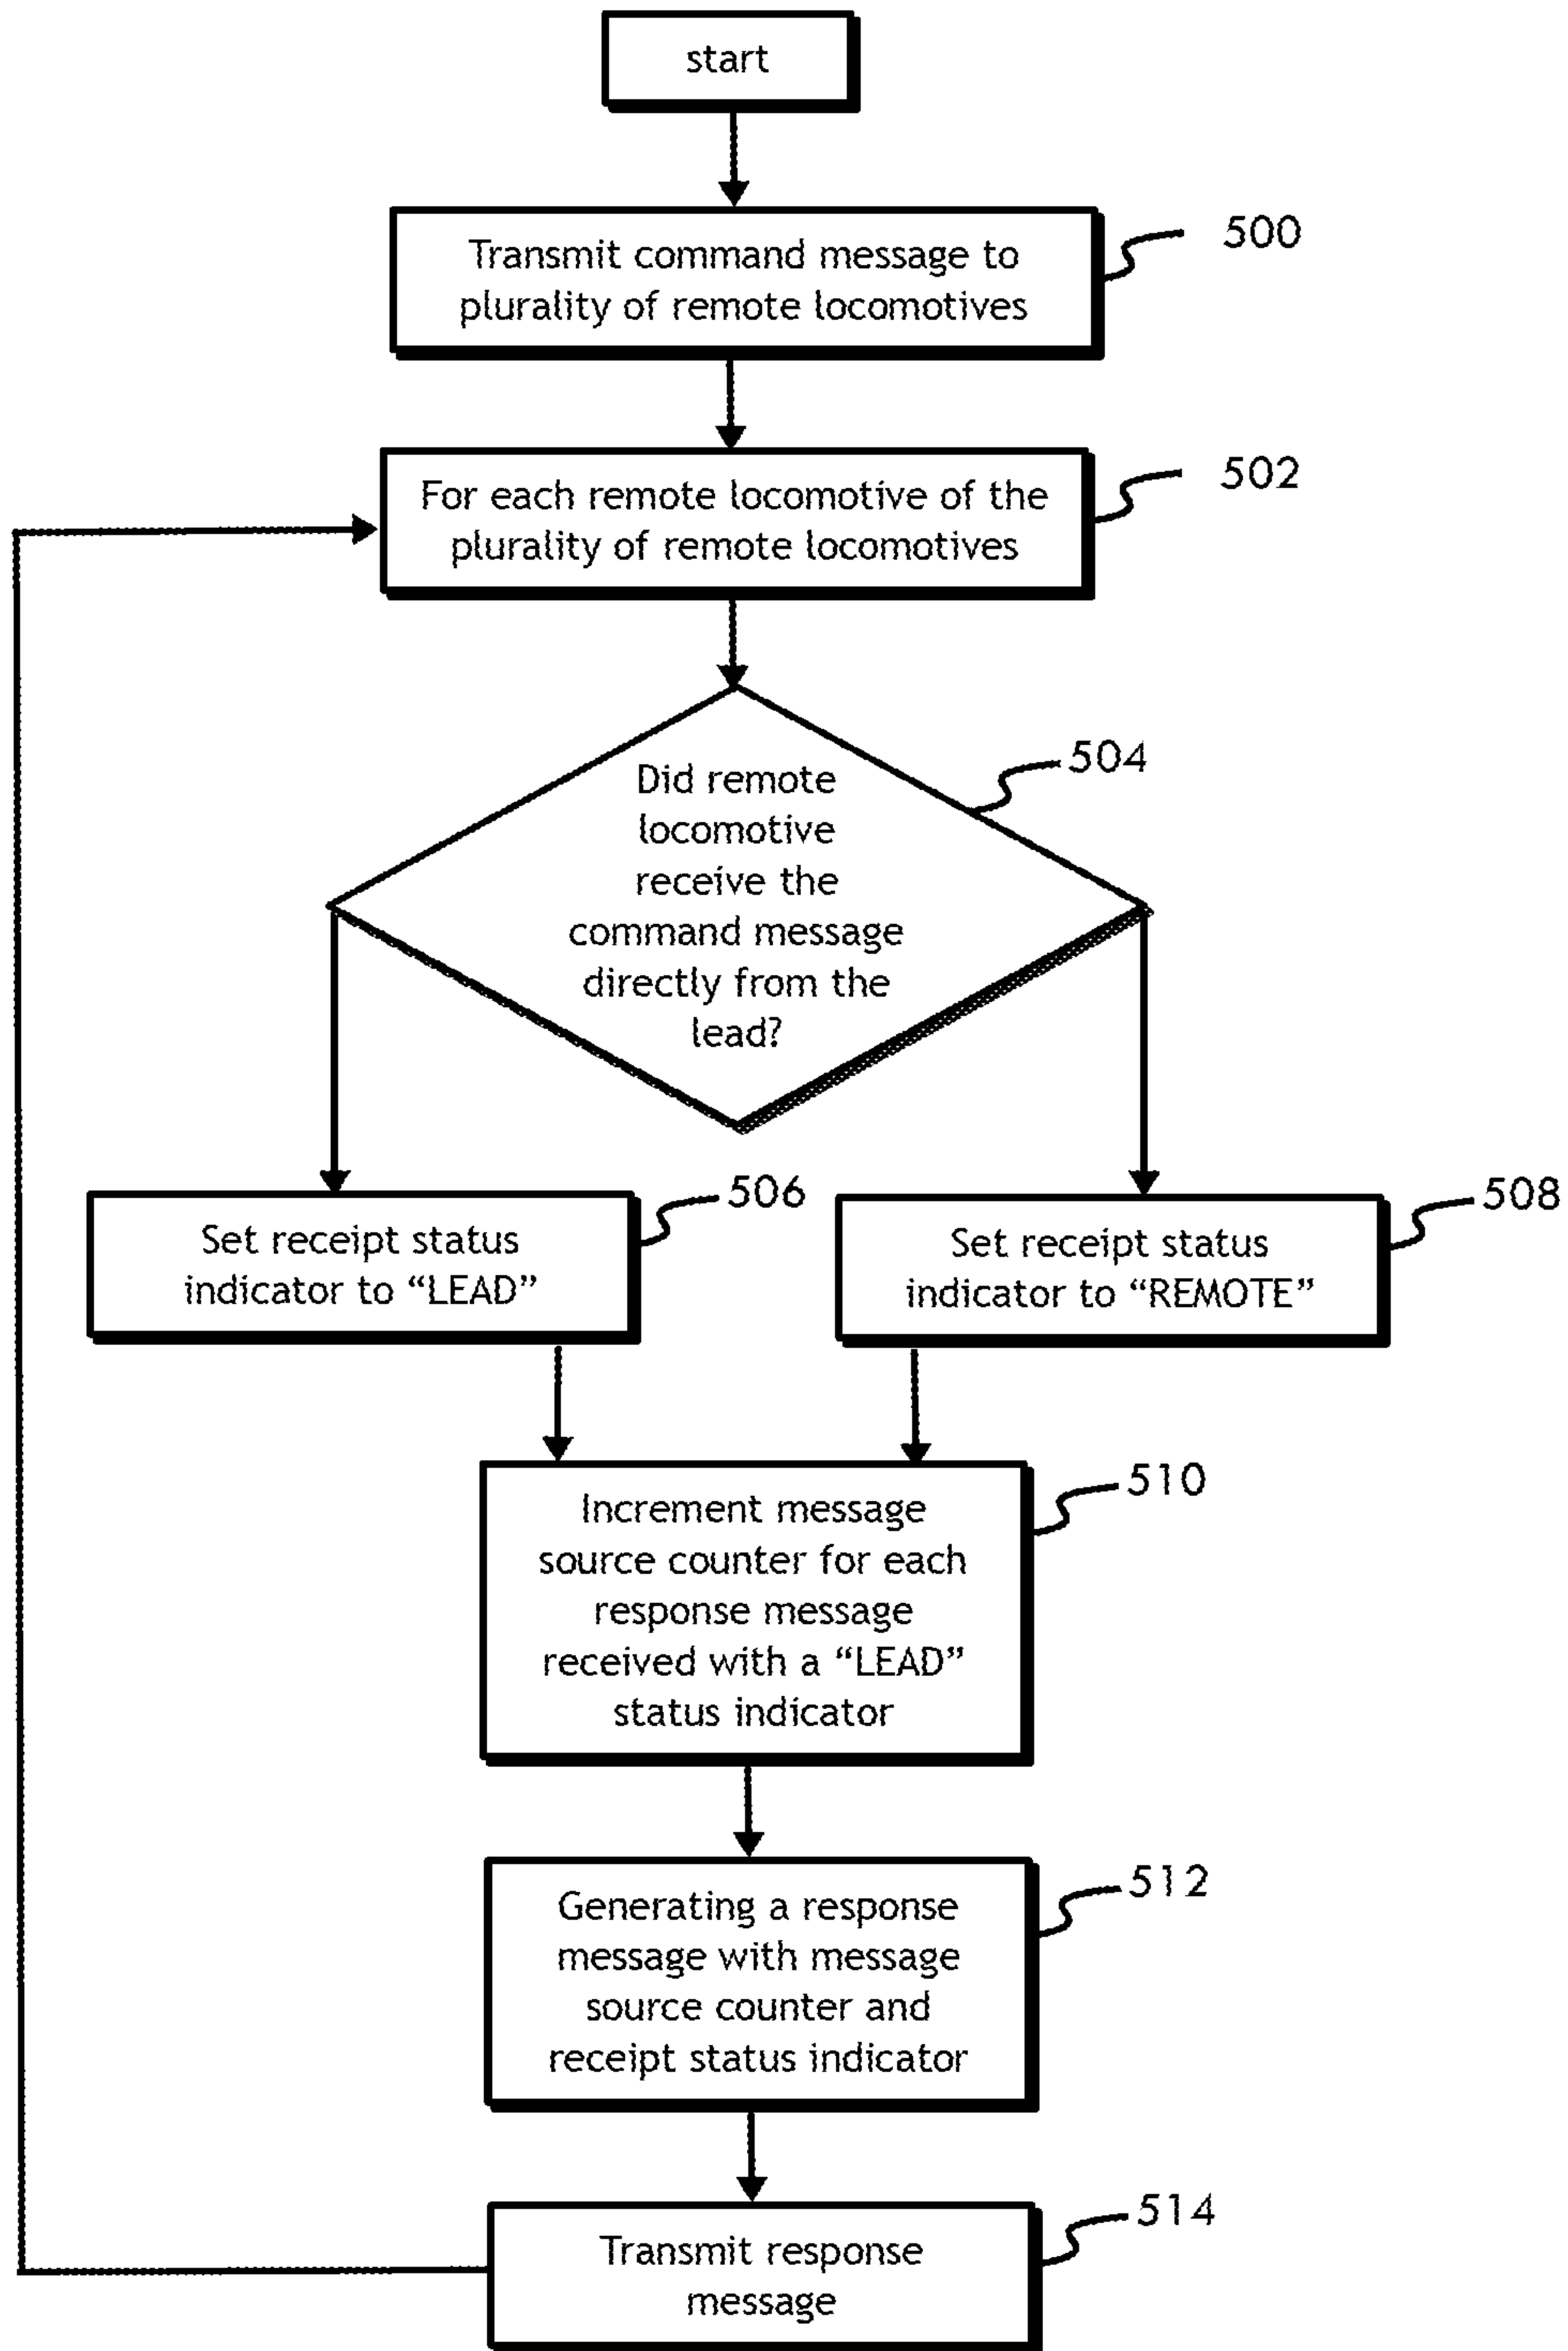 start
Transmit command message to
plurality of remote locomotives
500
For each remote locomotive of the
plurality of remote locomotives
502
Did remote
locomotive
receive the
command message
directly from the
lead?
504
Set receipt status
indicator to “LEAD”
506
Set receipt status
indicator to “REMOTE”
508
Increment message
source counter for each
response message
received with a “LEAD”
status indicator
510
Generating a response
message with message
source counter and
receipt status indicator
512
Transmit response
message
514